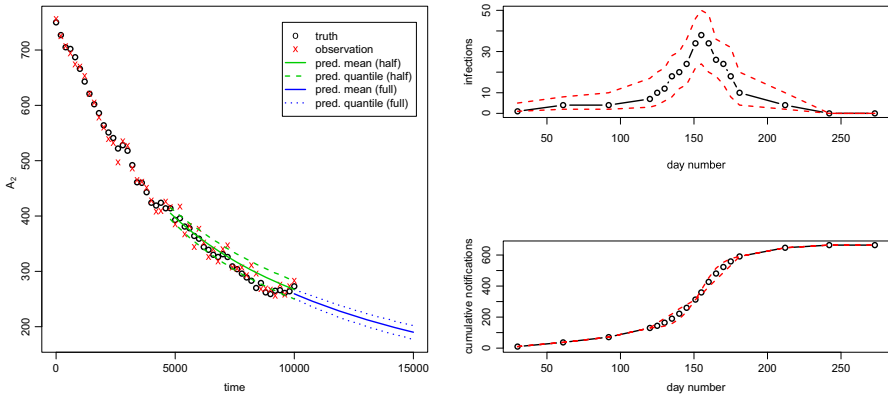 700
600
500
400
300
200
A₂
0
5000
10000
15000
time
truth
x observation
pred. mean (half)
pred. quantile (half)
pred. mean (full)
pred. quantile (full)
50
30
10
0
infections
50
100
150
200
250
day number
600
400
200
0
cumulative notifications
50
100
150
200
250
day number